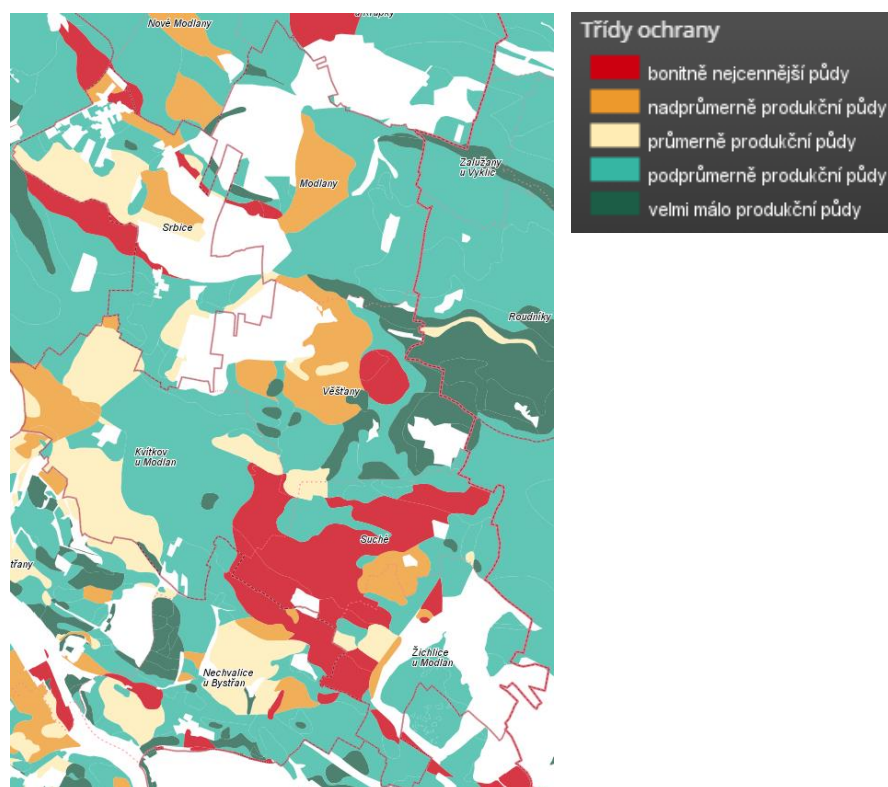 u Krupky
Nové Modlany
Modlany
Zalužany
u Vyklic
Srbice
Roudníky
Věšťany
Kvítkov
u Modlan
Suché
Žichlice
u Modlan
Nechvalice
u Bystřan
Třídy ochrany
bonitně nejcennější půdy
nadprůmerně produkční půdy
průmerně produkční půdy
podprůmerně produkční půdy
velmi málo produkční půdy